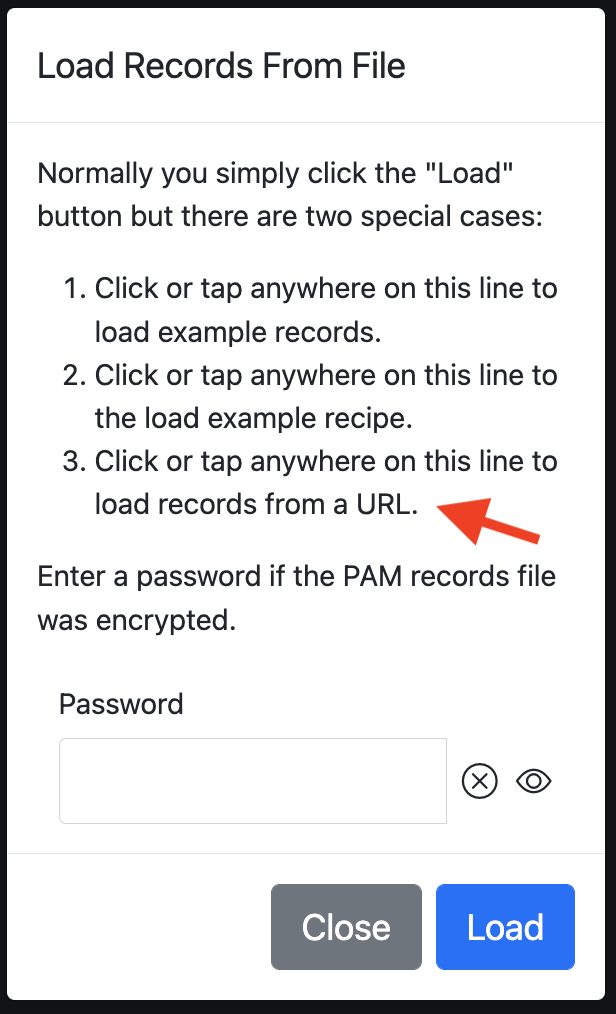 Load Records From File
Normally you simply click the "Load"
button but there are two special cases:
1. Click or tap anywhere on this line to
load example records.
2. Click or tap anywhere on this line to
the load example recipe.
3. Click or tap anywhere on this line to
load records from a URL.
Enter a password if the PAM records file
was encrypted.
Password
Close Load